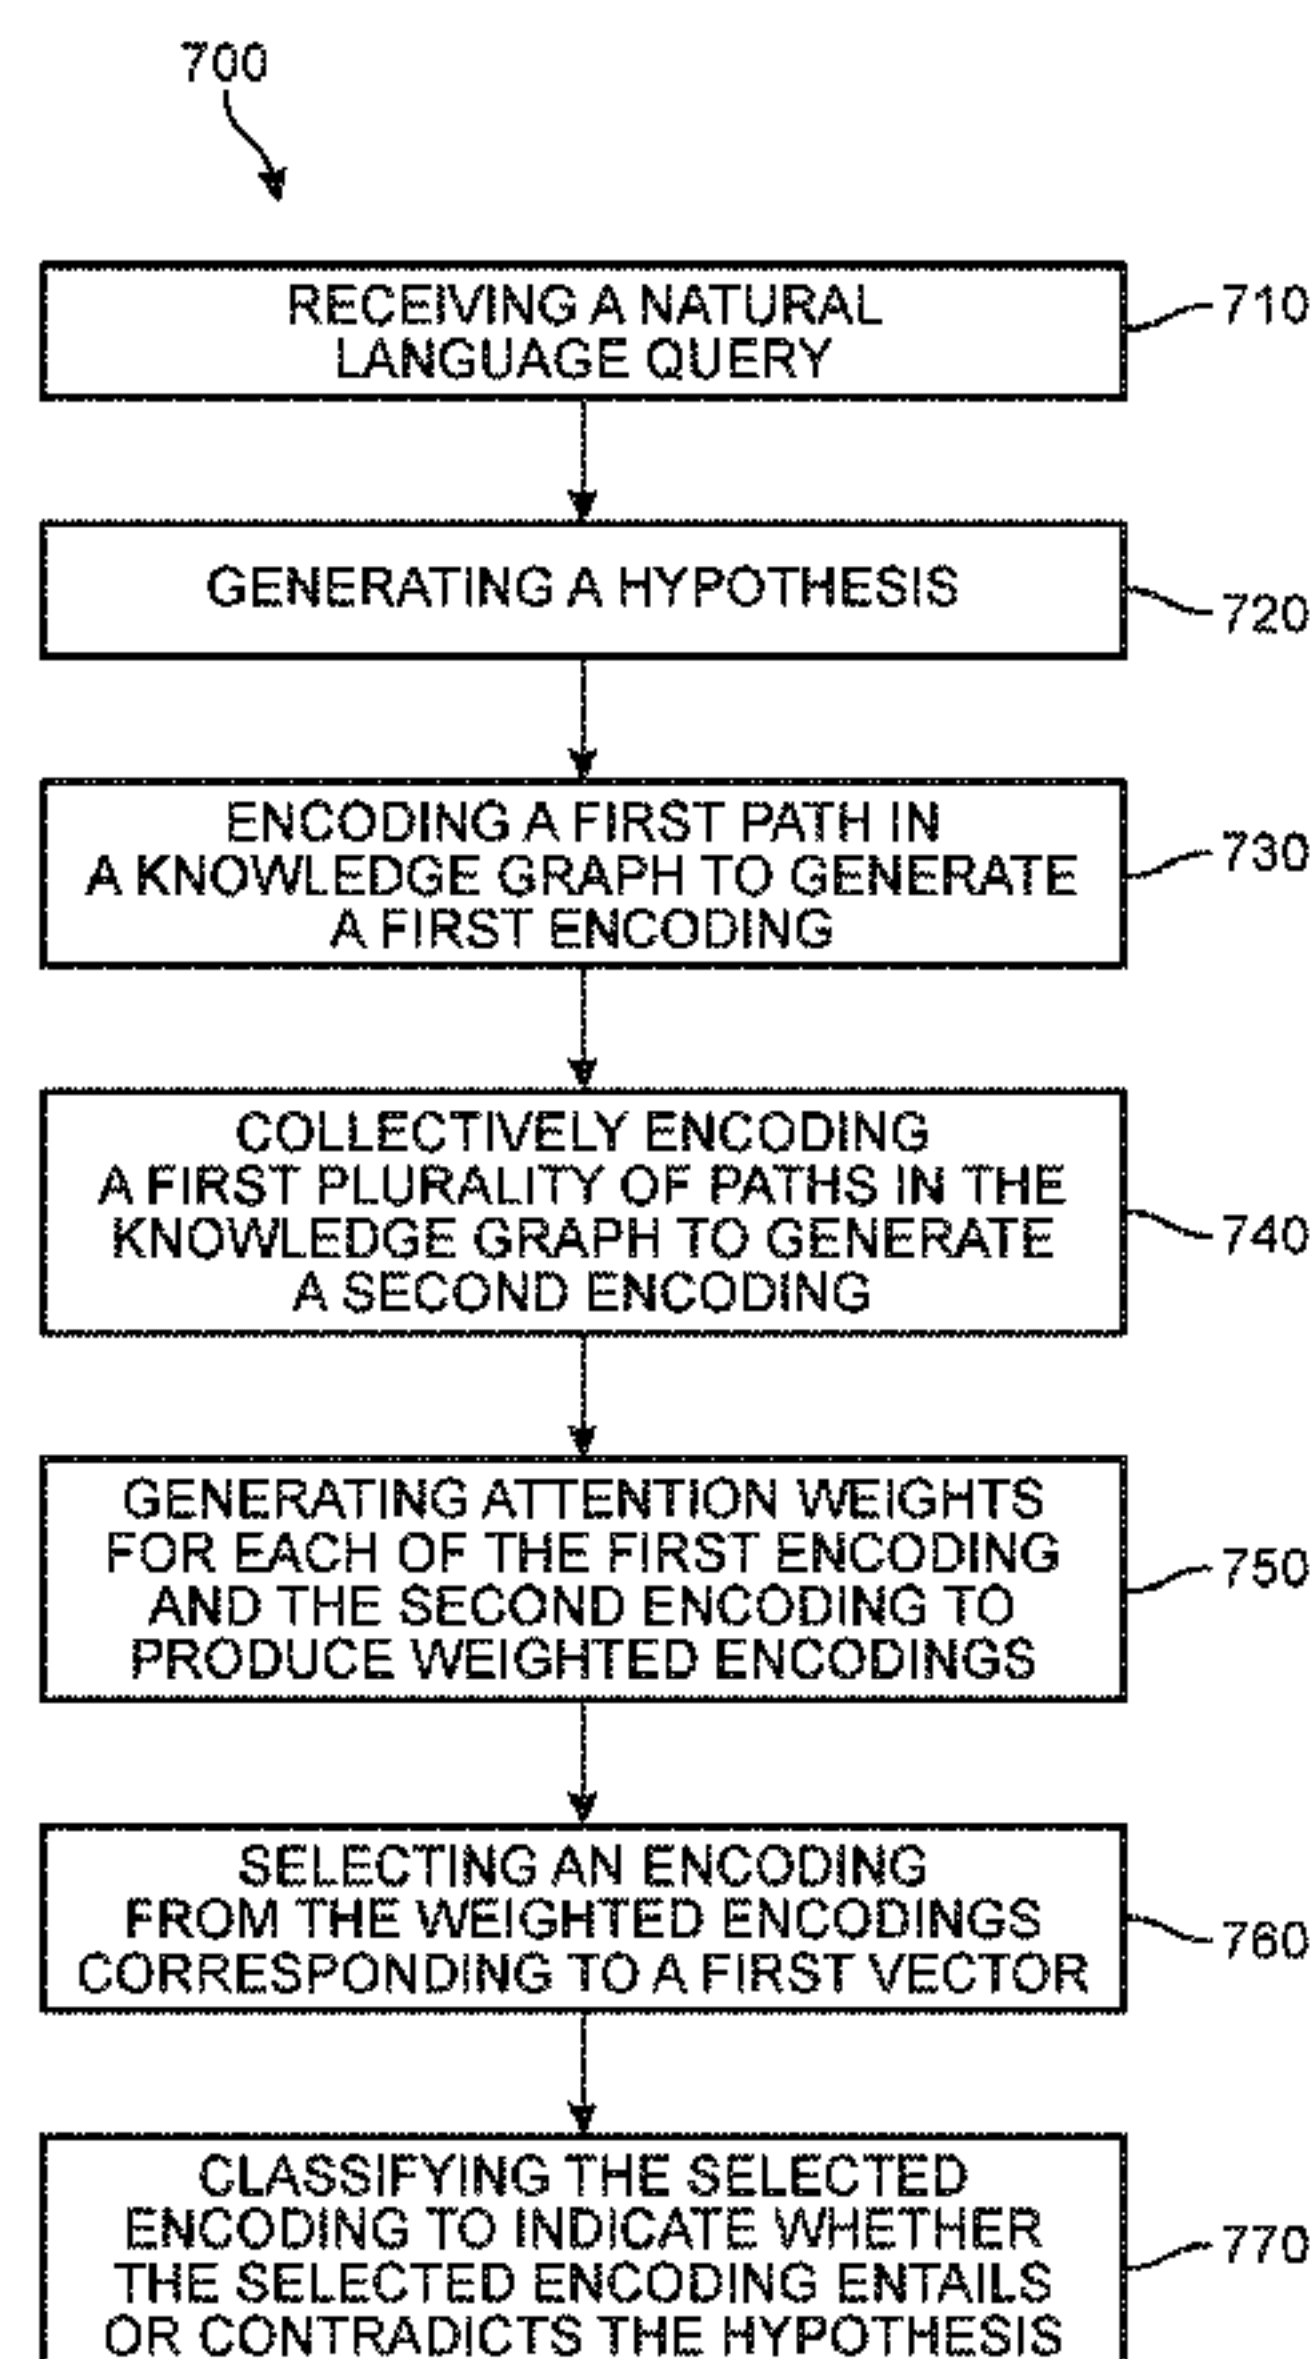 700
RECEIVING A NATURAL
LANGUAGE QUERY
710
GENERATING A HYPOTHESIS
720
ENCODING A FIRST PATH IN
A KNOWLEDGE GRAPH TO GENERATE
A FIRST ENCODING
730
COLLECTIVELY ENCODING
A FIRST PLURALITY OF PATHS IN THE
KNOWLEDGE GRAPH TO GENERATE
A SECOND ENCODING
740
GENERATING ATTENTION WEIGHTS
FOR EACH OF THE FIRST ENCODING
AND THE SECOND ENCODING TO
PRODUCE WEIGHTED ENCODINGS
750
SELECTING AN ENCODING
FROM THE WEIGHTED ENCODINGS
CORRESPONDING TO A FIRST VECTOR
760
CLASSIFYING THE SELECTED
ENCODING TO INDICATE WHETHER
THE SELECTED ENCODING ENTAILS
OR CONTRADICTS THE HYPOTHESIS
770